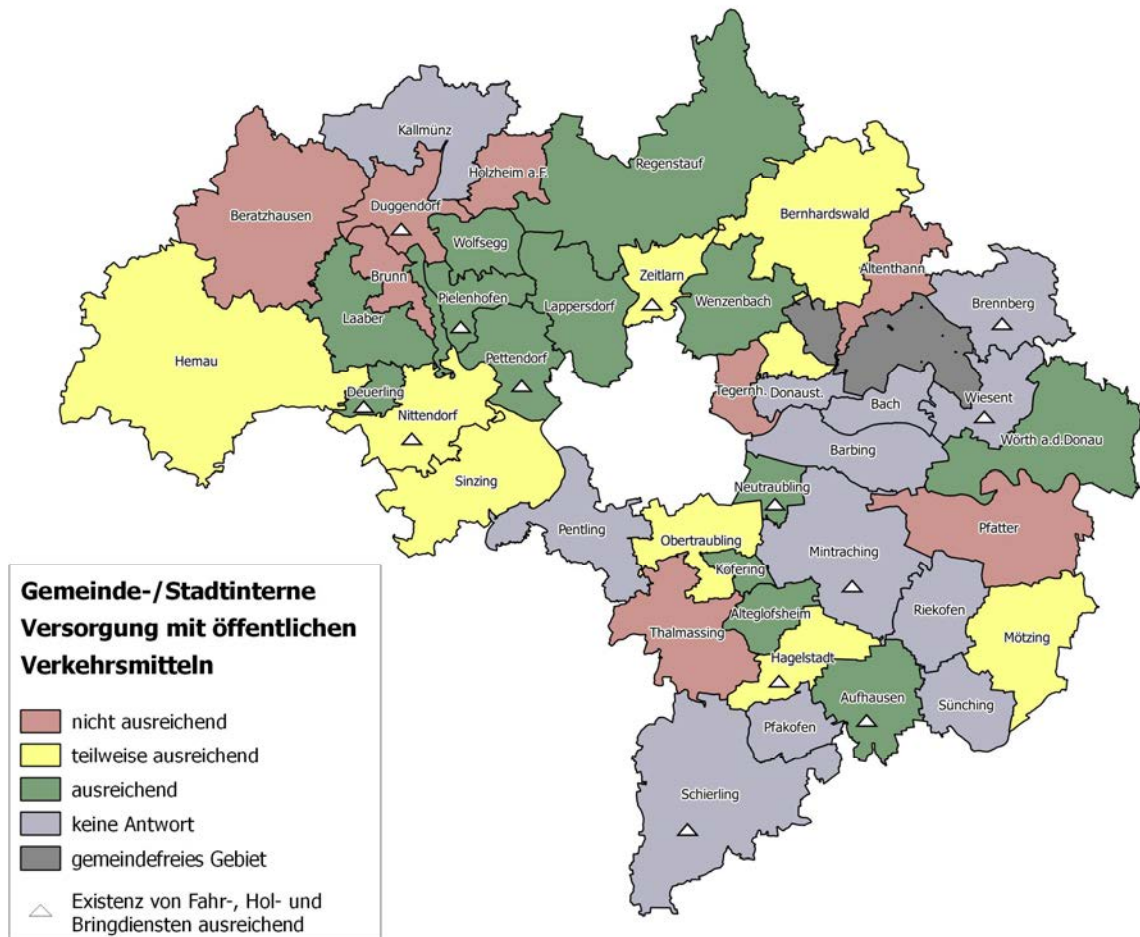 Kallmünz
Regenstauf
Holzheim a.F.
Beratzhausen
Duggendorf
Bernhardswald
Wolfsegg
Altenthann
Brunn
Zeitlarn
Pielenhofen
Lappersdorf
Wenzenbach
Brennberg
Laaber
Hemau
Pettendorf
Deuerling
Tegernh.
Donaust.
Wiesent
Bach
Nittendorf
Wörth a.d.Donau
Barbing
Sinzing
Neutraubling
Pentling
Obertraubling
Mintraching
Pfatter
Köfering
Riekofen
Alteglofsheim
Thalmassing
Mötzing
Hagelstadt
Aufhausen
Sünching
Pfakofen
Schierling
Gemeinde-/Stadtinterne
Versorgung mit öffentlichen
Verkehrsmitteln
nicht ausreichend
teilweise ausreichend
ausreichend
keine Antwort
gemeindefreies Gebiet
Existenz von Fahr-, Hol- und
Bringdiensten ausreichend